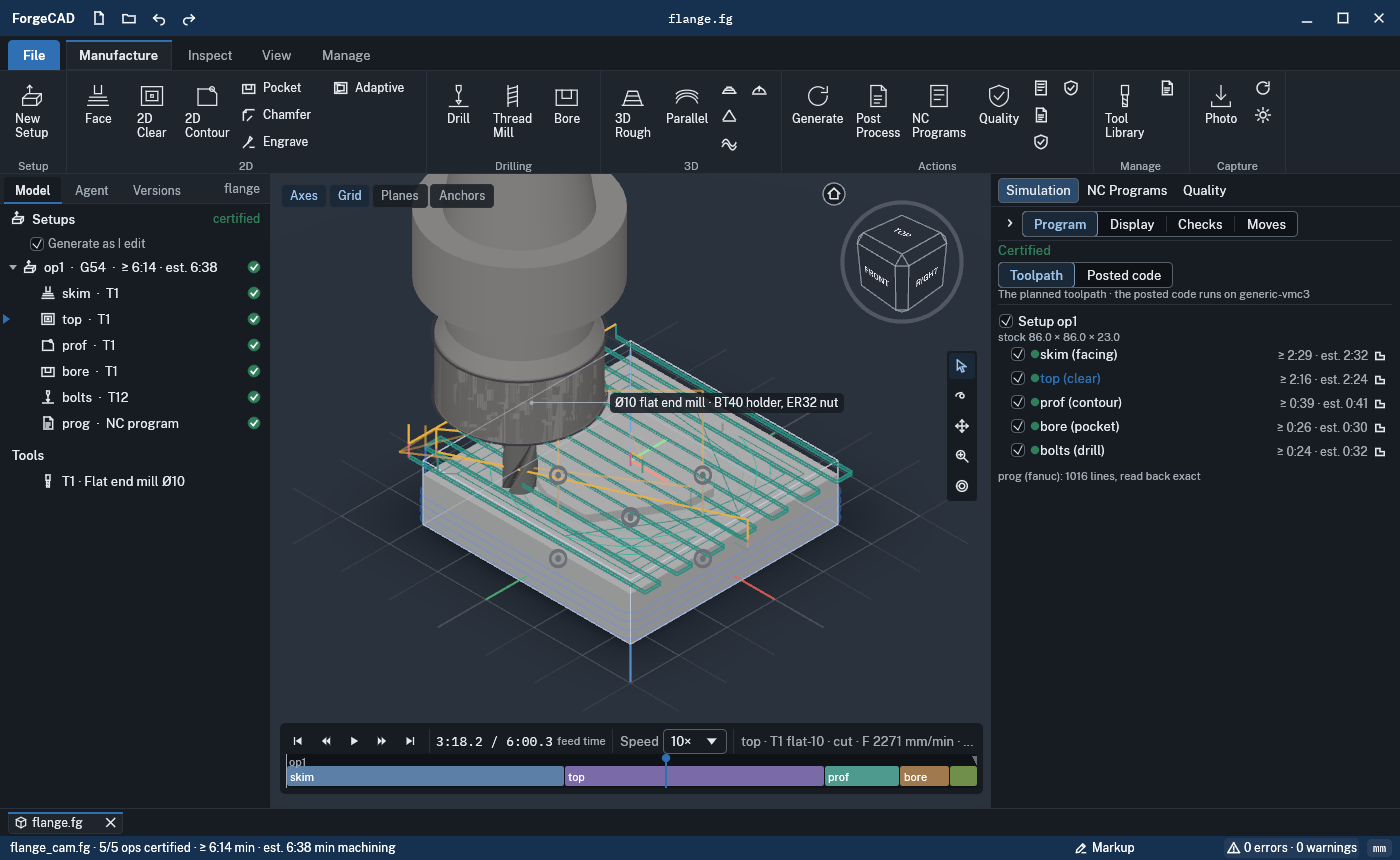 ForgeCAD
flange.fg
File
Manufacture
Inspect
View
Manage
New Setup
Face
2D Clear
2D Contour
Pocket
Chamfer
Engrave
Adaptive
Drill
Thread Mill
Bore
3D Rough
Parallel
Generate
Post Process
NC Programs
Quality
Tool Library
Photo
Setup
2D
Drilling
3D
Actions
Manage
Capture
Model
Agent
Versions
flange
Setups
certified
Generate as I edit
op1 · G54 · ≥ 6:14 · est. 6:38
skim · T1
top · T1
prof · T1
bore · T1
bolts · T12
prog · NC program
Tools
T1 · Flat end mill Ø10
Axes
Grid
Planes
Anchors
TOP
FRONT
RIGHT
Ø10 flat end mill · BT40 holder, ER32 nut
3:18.2 / 6:00.3 feed time
Speed
10×
top · T1 flat-10 · cut · F 2271 mm/min · ...
op1
skim
top
prof
bore
Simulation
NC Programs
Quality
Program
Display
Checks
Moves
Certified
Toolpath
Posted code
The planned toolpath · the posted code runs on generic-vmc3
Setup op1
stock 86.0 × 86.0 × 23.0
skim (facing) ≥ 2:29 · est. 2:32
top (clear) ≥ 2:16 · est. 2:24
prof (contour) ≥ 0:39 · est. 0:41
bore (pocket) ≥ 0:26 · est. 0:30
bolts (drill) ≥ 0:24 · est. 0:32
prog (fanuc): 1016 lines, read back exact
flange.fg
flange_cam.fg · 5/5 ops certified · ≥ 6:14 min · est. 6:38 min machining
Markup
0 errors · 0 warnings
mm